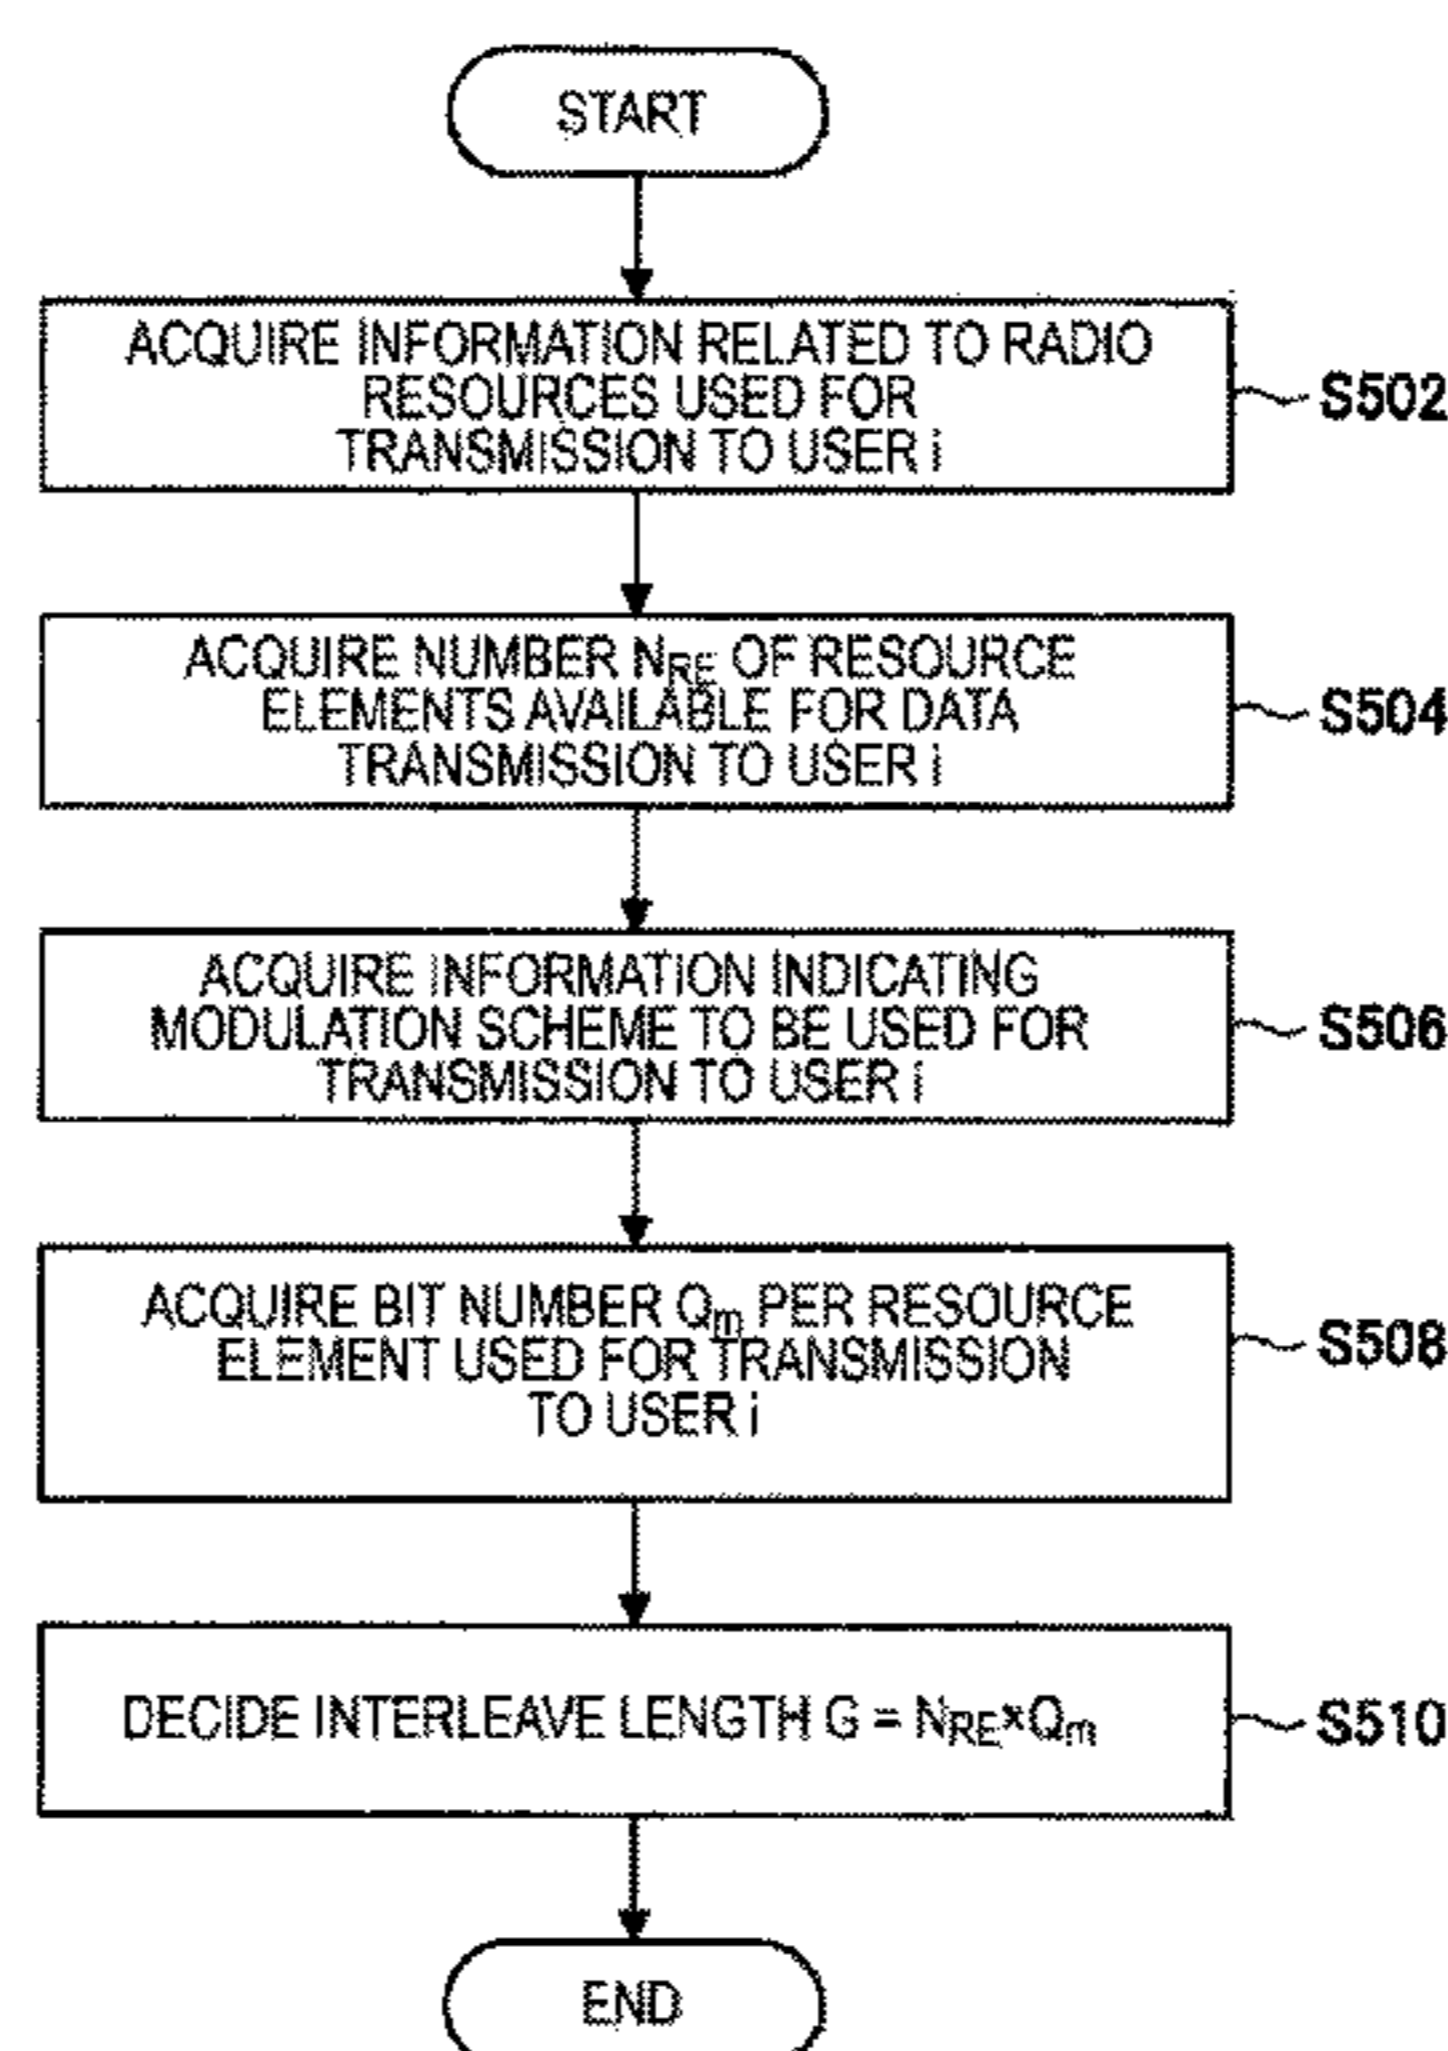 START
ACQUIRE INFORMATION RELATED TO RADIO
RESOURCES USED FOR
TRANSMISSION TO USER i
S502
ACQUIRE NUMBER NRE OF RESOURCE
ELEMENTS AVAILABLE FOR DATA
TRANSMISSION TO USER i
S504
ACQUIRE INFORMATION INDICATING
MODULATION SCHEME TO BE USED FOR
TRANSMISSION TO USER i
S506
ACQUIRE BIT NUMBER Qm PER RESOURCE
ELEMENT USED FOR TRANSMISSION
TO USER i
S508
DECIDE INTERLEAVE LENGTH G = NRE×Qm
S510
END